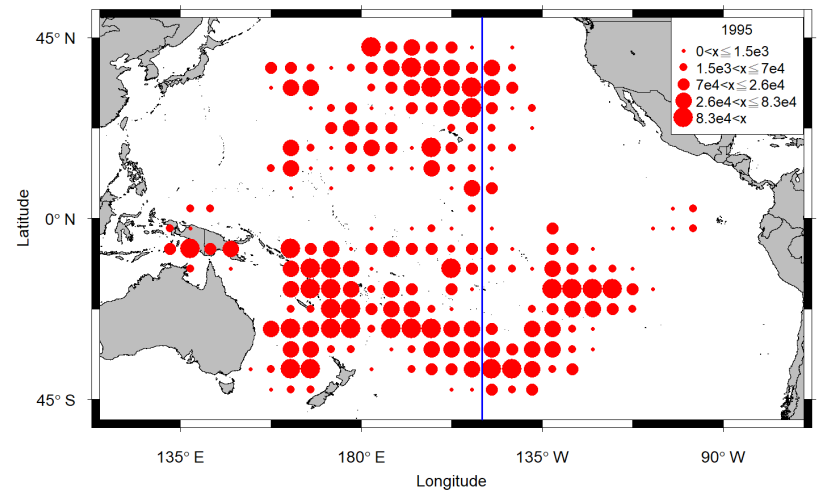 1995
0<x≦1.5e3
1.5e3<x≦7e4
7e4<x≦2.6e4
2.6e4<x≦8.3e4
8.3e4<x
45° N
0° N
45° S
Latitude
135° E
180° E
135° W
90° W
Longitude